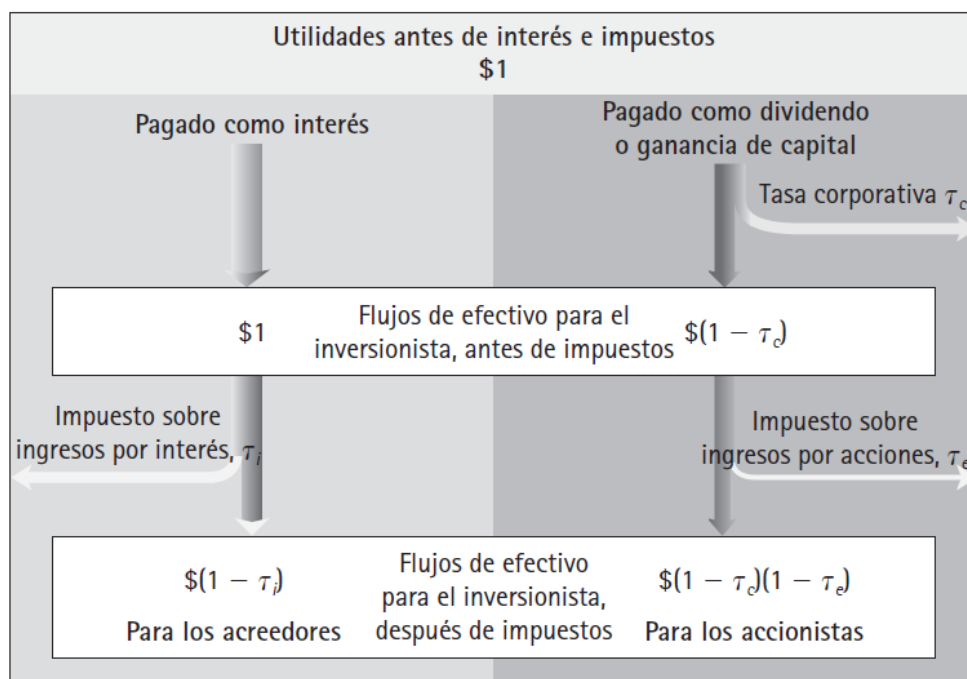 Utilidades antes de interés e impuestos
$1
Pagado como interés
Pagado como dividendo
o ganancia de capital
Tasa corporativa τc
$1
Flujos de efectivo para el
inversionista, antes de impuestos
$(1 − τc)
Impuesto sobre
ingresos por interés, τi
Impuesto sobre
ingresos por acciones, τe
$(1 − τi)
Para los acreedores
Flujos de efectivo
para el inversionista,
después de impuestos
$(1 − τc)(1 − τe)
Para los accionistas